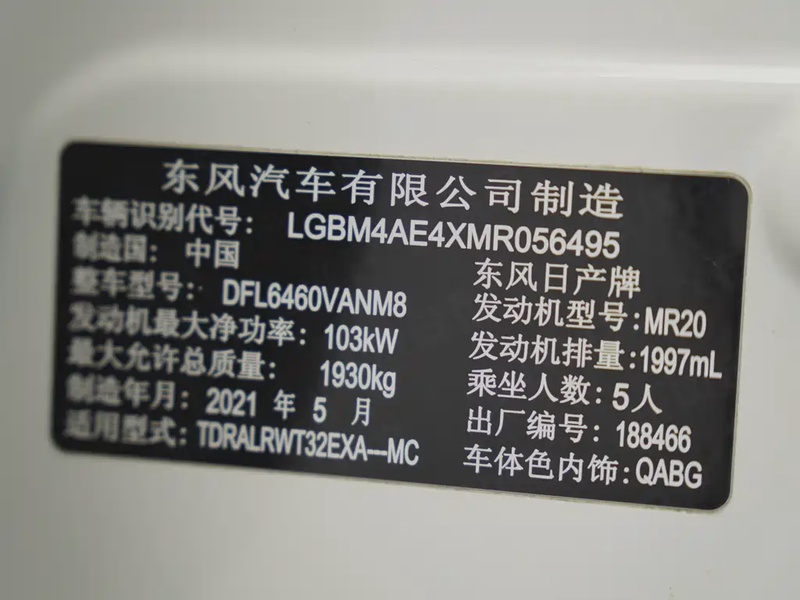 东风汽车有限公司制造
车辆识别代号: LGBM4AE4XMR056495
制造国: 中国
东风日产牌
整车型号: DFL6460VANM8
发动机型号: MR20
发动机最大净功率: 103kW
发动机排量: 1997mL
最大允许总质量: 1930kg
乘坐人数: 5人
制造年月: 2021 年 5 月
出厂编号: 188466
适用型式: TDRALRWT32EXA---MC
车体色内饰: QABG